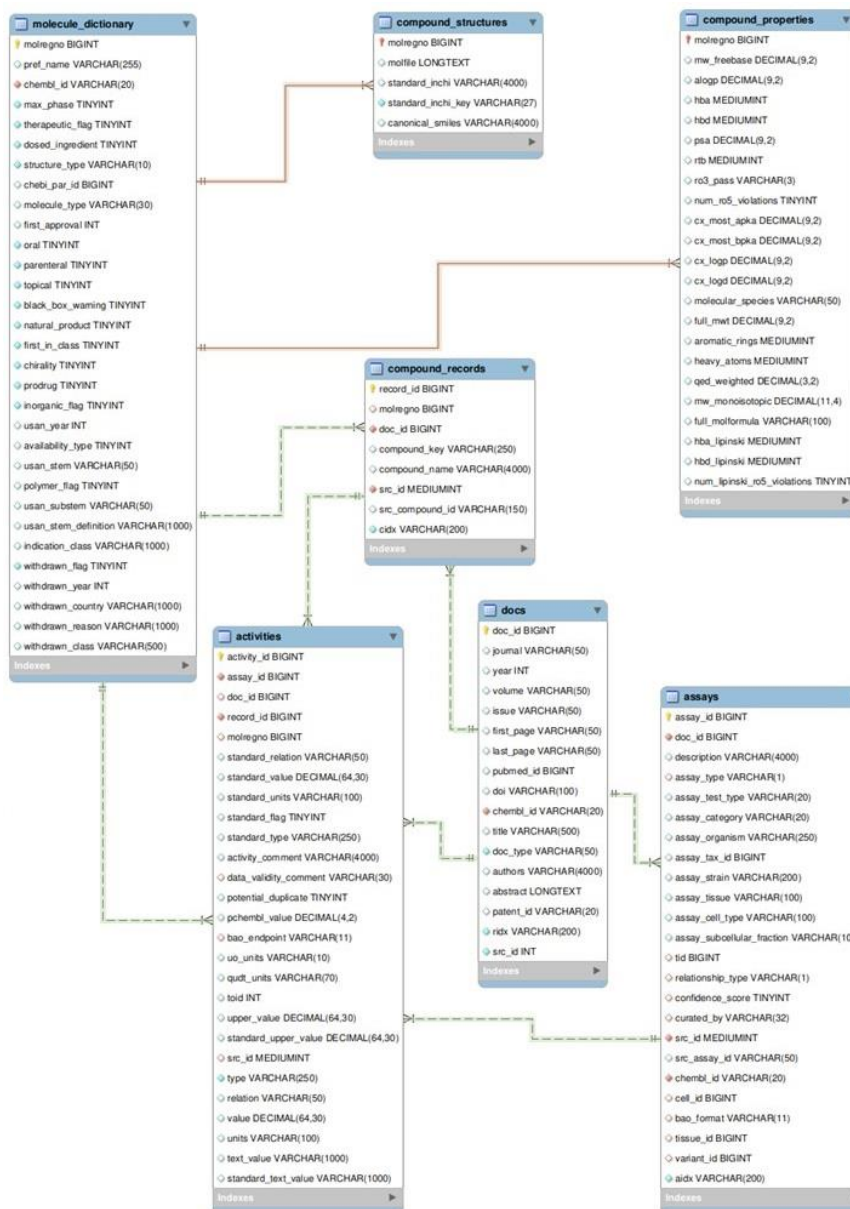 molecule_dictionary
molregno BIGINT
pref_name VARCHAR(255)
chembl_id VARCHAR(20)
max_phase TINYINT
therapeutic_flag TINYINT
dosed_ingredient TINYINT
structure_type VARCHAR(10)
chebi_par_id BIGINT
molecule_type VARCHAR(30)
first_approval INT
oral TINYINT
parenteral TINYINT
topical TINYINT
black_box_warning TINYINT
natural_product TINYINT
first_in_class TINYINT
chirality TINYINT
prodrug TINYINT
inorganic_flag TINYINT
usan_year INT
availability_type TINYINT
usan_stem VARCHAR(50)
polymer_flag TINYINT
usan_substem VARCHAR(50)
usan_stem_definition VARCHAR(1000)
indication_class VARCHAR(1000)
withdrawn_flag TINYINT
withdrawn_year INT
withdrawn_country VARCHAR(1000)
withdrawn_reason VARCHAR(1000)
withdrawn_class VARCHAR(500)
Indexes
compound_structures
molregno BIGINT
molfile LONGTEXT
standard_inchi VARCHAR(4000)
standard_inchi_key VARCHAR(27)
canonical_smiles VARCHAR(4000)
Indexes
compound_properties
molregno BIGINT
mw_freebase DECIMAL(9,2)
alogp DECIMAL(9,2)
hba MEDIUMINT
hbd MEDIUMINT
psa DECIMAL(9,2)
rtb MEDIUMINT
ro3_pass VARCHAR(3)
num_ro5_violations TINYINT
cx_most_apka DECIMAL(9,2)
cx_most_bpka DECIMAL(9,2)
cx_logp DECIMAL(9,2)
cx_logd DECIMAL(9,2)
molecular_species VARCHAR(50)
full_mwt DECIMAL(9,2)
aromatic_rings MEDIUMINT
heavy_atoms MEDIUMINT
qed_weighted DECIMAL(3,2)
mw_monoisotopic DECIMAL(11,4)
full_molformula VARCHAR(100)
hba_lipinski MEDIUMINT
hbd_lipinski MEDIUMINT
num_lipinski_ro5_violations TINYINT
Indexes
compound_records
record_id BIGINT
molregno BIGINT
doc_id BIGINT
compound_key VARCHAR(250)
compound_name VARCHAR(4000)
src_id MEDIUMINT
src_compound_id VARCHAR(150)
cidx VARCHAR(200)
Indexes
activities
activity_id BIGINT
assay_id BIGINT
doc_id BIGINT
record_id BIGINT
molregno BIGINT
standard_relation VARCHAR(50)
standard_value DECIMAL(64,30)
standard_units VARCHAR(100)
standard_flag TINYINT
standard_type VARCHAR(250)
activity_comment VARCHAR(4000)
data_validity_comment VARCHAR(30)
potential_duplicate TINYINT
pchembl_value DECIMAL(4,2)
bao_endpoint VARCHAR(11)
uo_units VARCHAR(10)
qudt_units VARCHAR(70)
toid INT
upper_value DECIMAL(64,30)
standard_upper_value DECIMAL(64,30)
src_id MEDIUMINT
type VARCHAR(250)
relation VARCHAR(50)
value DECIMAL(64,30)
units VARCHAR(100)
text_value VARCHAR(1000)
standard_text_value VARCHAR(1000)
Indexes
docs
doc_id BIGINT
journal VARCHAR(50)
year INT
volume VARCHAR(50)
issue VARCHAR(50)
first_page VARCHAR(50)
last_page VARCHAR(50)
pubmed_id BIGINT
doi VARCHAR(100)
chembl_id VARCHAR(20)
title VARCHAR(500)
doc_type VARCHAR(50)
authors VARCHAR(4000)
abstract LONGTEXT
patent_id VARCHAR(20)
ridx VARCHAR(200)
src_id INT
Indexes
assays
assay_id BIGINT
doc_id BIGINT
description VARCHAR(4000)
assay_type VARCHAR(1)
assay_test_type VARCHAR(20)
assay_category VARCHAR(20)
assay_organism VARCHAR(250)
assay_tax_id BIGINT
assay_strain VARCHAR(200)
assay_tissue VARCHAR(100)
assay_cell_type VARCHAR(100)
assay_subcellular_fraction VARCHAR(10
tid BIGINT
relationship_type VARCHAR(1)
confidence_score TINYINT
curated_by VARCHAR(32)
src_id MEDIUMINT
src_assay_id VARCHAR(50)
chembl_id VARCHAR(20)
cell_id BIGINT
bao_format VARCHAR(11)
tissue_id BIGINT
variant_id BIGINT
aidx VARCHAR(200)
Indexes